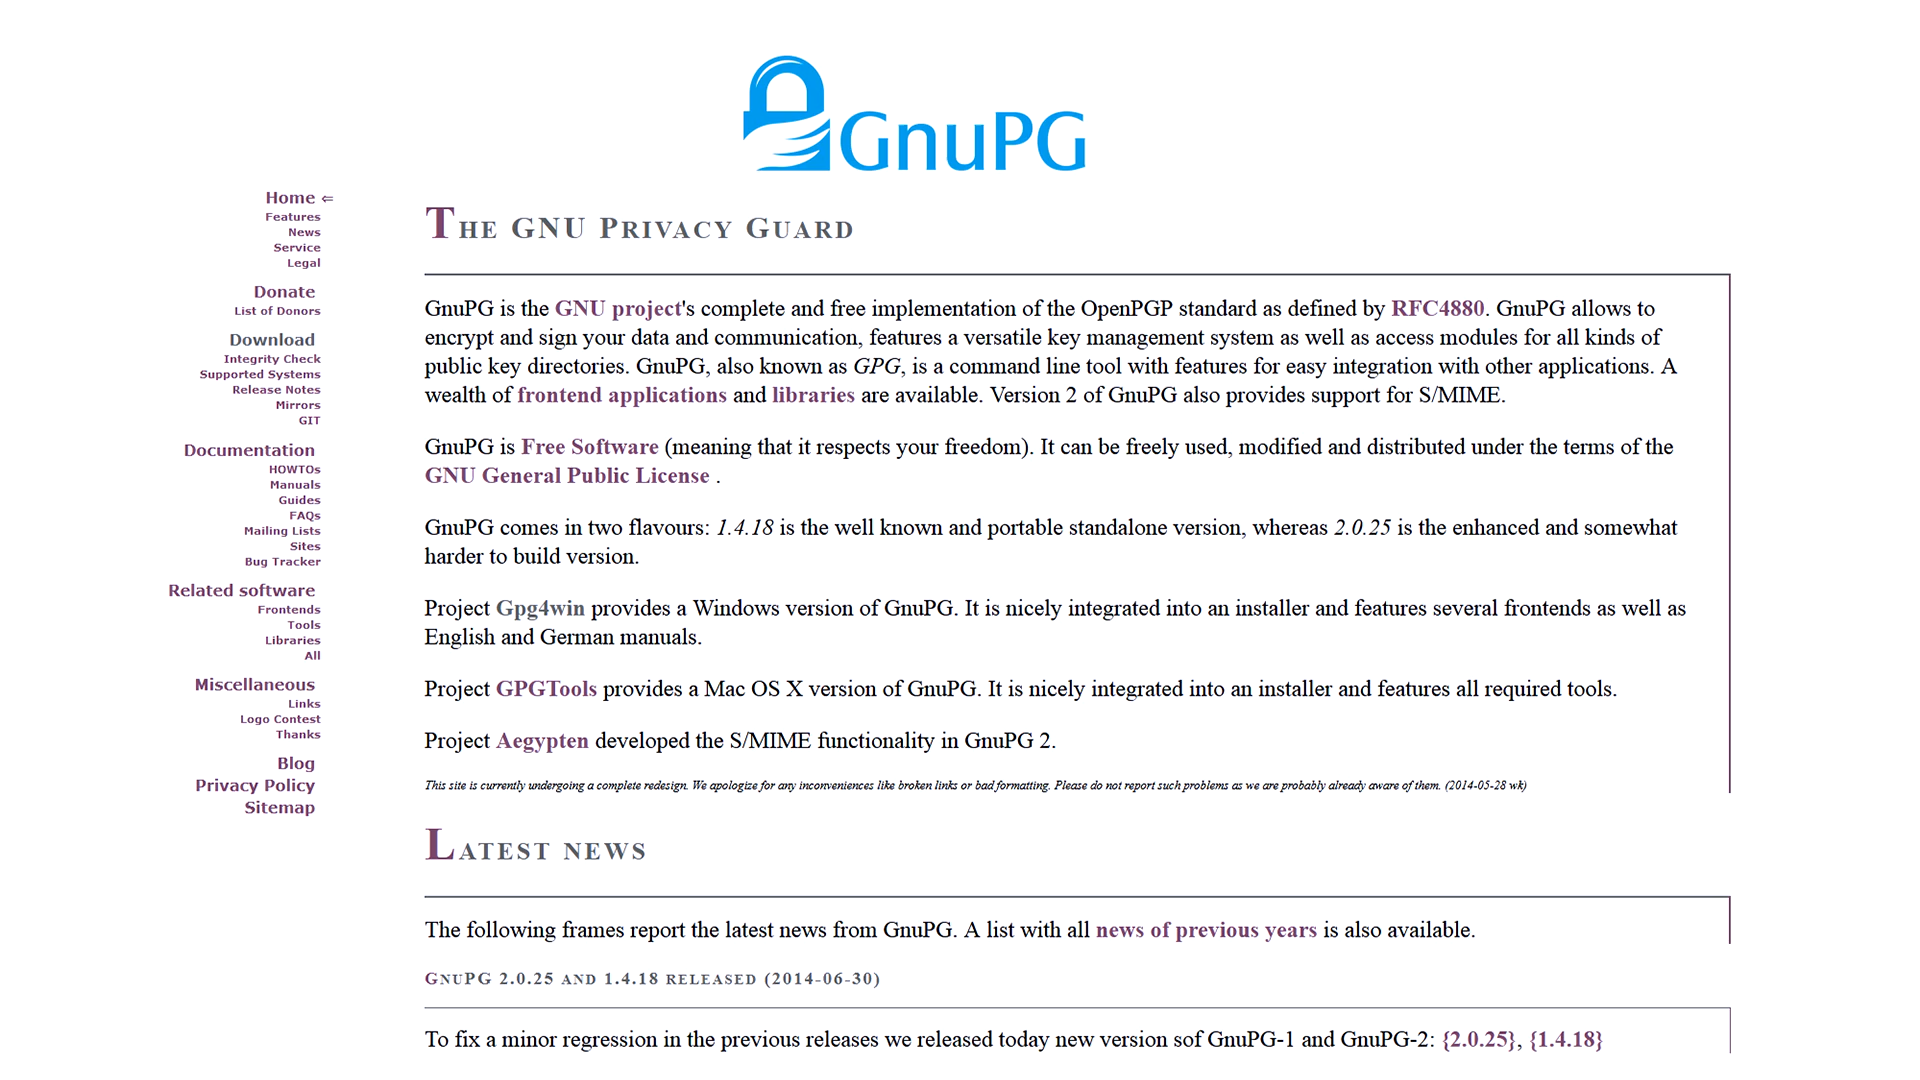 GnuPG
Home ⇐
Features
News
Service
Legal
Donate
List of Donors
Download
Integrity Check
Supported Systems
Release Notes
Mirrors
GIT
Documentation
HOWTOs
Manuals
Guides
FAQs
Mailing Lists
Sites
Bug Tracker
Related software
Frontends
Tools
Libraries
All
Miscellaneous
Links
Logo Contest
Thanks
Blog
Privacy Policy
Sitemap
The GNU Privacy Guard
GnuPG is the GNU project's complete and free implementation of the OpenPGP standard as defined by RFC4880. GnuPG allows to
encrypt and sign your data and communication, features a versatile key management system as well as access modules for all kinds of
public key directories. GnuPG, also known as GPG, is a command line tool with features for easy integration with other applications. A
wealth of frontend applications and libraries are available. Version 2 of GnuPG also provides support for S/MIME.
GnuPG is Free Software (meaning that it respects your freedom). It can be freely used, modified and distributed under the terms of the
GNU General Public License .
GnuPG comes in two flavours: 1.4.18 is the well known and portable standalone version, whereas 2.0.25 is the enhanced and somewhat
harder to build version.
Project Gpg4win provides a Windows version of GnuPG. It is nicely integrated into an installer and features several frontends as well as
English and German manuals.
Project GPGTools provides a Mac OS X version of GnuPG. It is nicely integrated into an installer and features all required tools.
Project Aegypten developed the S/MIME functionality in GnuPG 2.
This site is currently undergoing a complete redesign. We apologize for any inconveniences like broken links or bad formatting. Please do not report such problems as we are probably already aware of them. (2014-05-28 wk)
Latest news
The following frames report the latest news from GnuPG. A list with all news of previous years is also available.
GnuPG 2.0.25 and 1.4.18 released (2014-06-30)
To fix a minor regression in the previous releases we released today new version sof GnuPG-1 and GnuPG-2: {2.0.25}, {1.4.18}